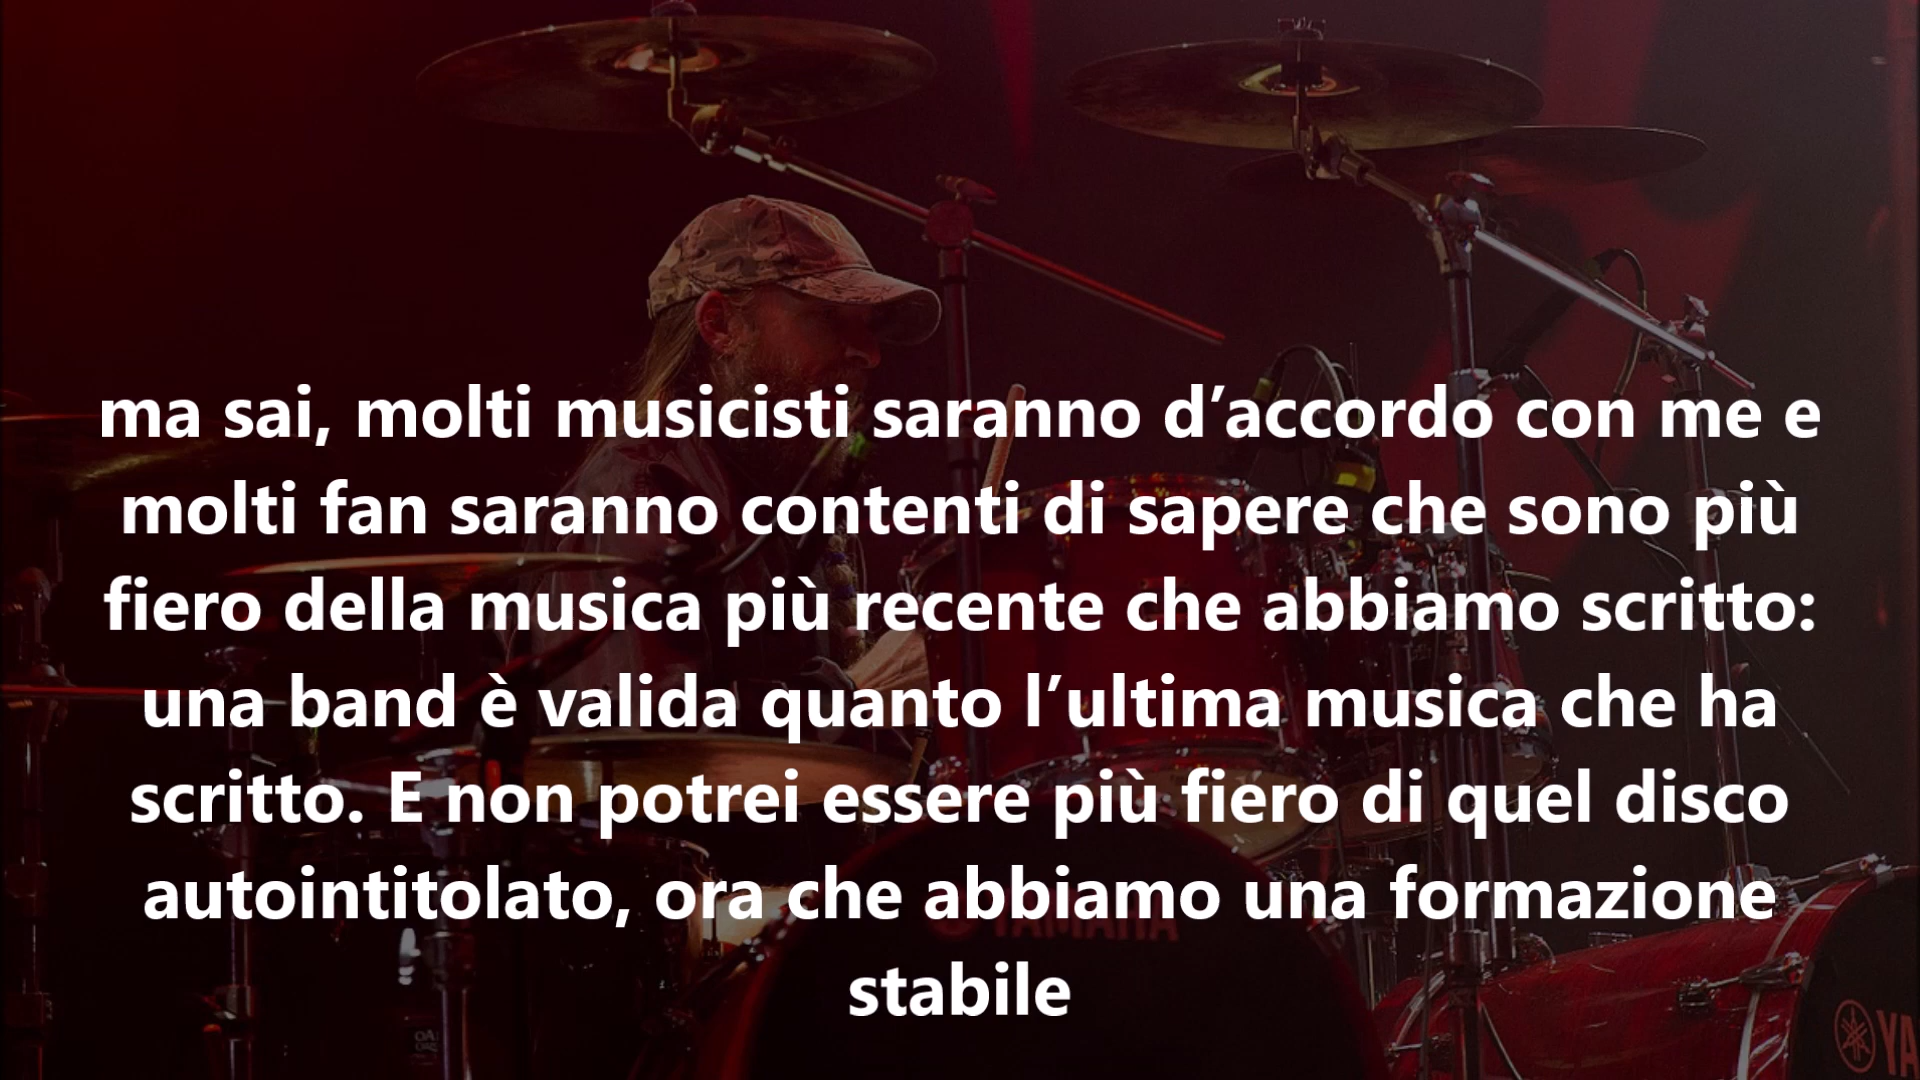 ma sai, molti musicisti saranno d’accordo con me e
molti fan saranno contenti di sapere che sono più
fiero della musica più recente che abbiamo scritto:
una band è valida quanto l’ultima musica che ha
scritto. E non potrei essere più fiero di quel disco
autointitolato, ora che abbiamo una formazione
stabile
YAMAHA
YA